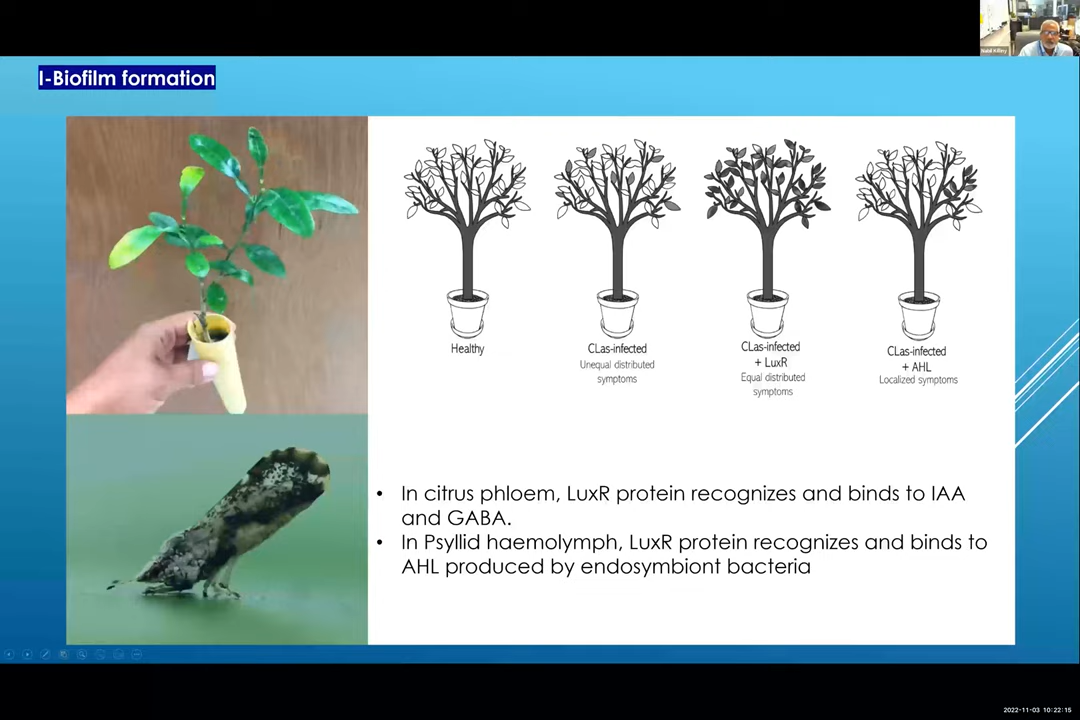 Nabil Killiny
I-Biofilm formation
Healthy
CLas-infected
Unequal distributed
symptoms
CLas-infected
+ LuxR
Equal distributed
symptoms
CLas-infected
+ AHL
Localized symptoms
• In citrus phloem, LuxR protein recognizes and binds to IAA
and GABA.
• In Psyllid haemolymph, LuxR protein recognizes and binds to
AHL produced by endosymbiont bacteria
2022-11-03 10:22:15